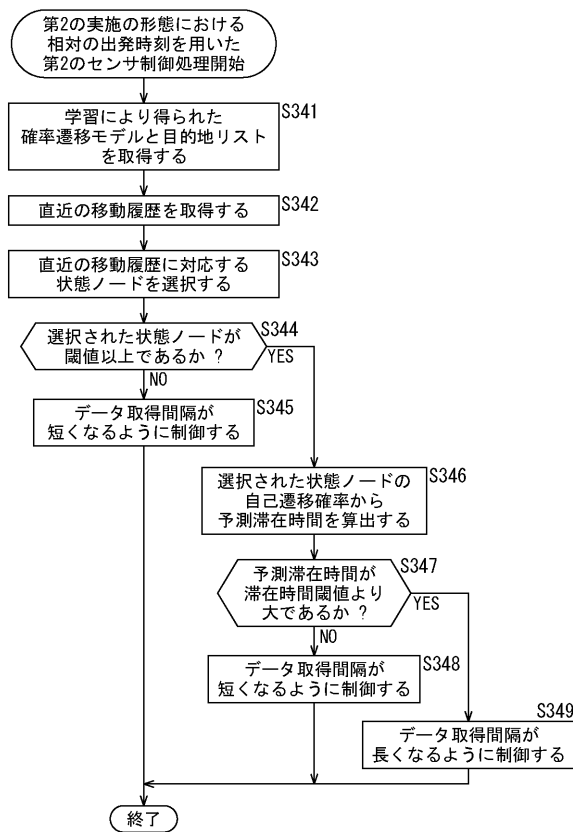 第2の実施の形態における
相対の出発時刻を用いた
第2のセンサ制御処理開始
S341
学習により得られた
確率遷移モデルと目的地リスト
を取得する
S342
直近の移動履歴を取得する
S343
直近の移動履歴に対応する
状態ノードを選択する
S344
選択された状態ノードが
閾値以上であるか ?
YES
NO
S345
データ取得間隔が
短くなるように制御する
S346
選択された状態ノードの
自己遷移確率から
予測滞在時間を算出する
S347
予測滞在時間が
滞在時間閾値より
大であるか ?
YES
NO
S348
データ取得間隔が
短くなるように制御する
S349
データ取得間隔が
長くなるように制御する
終了